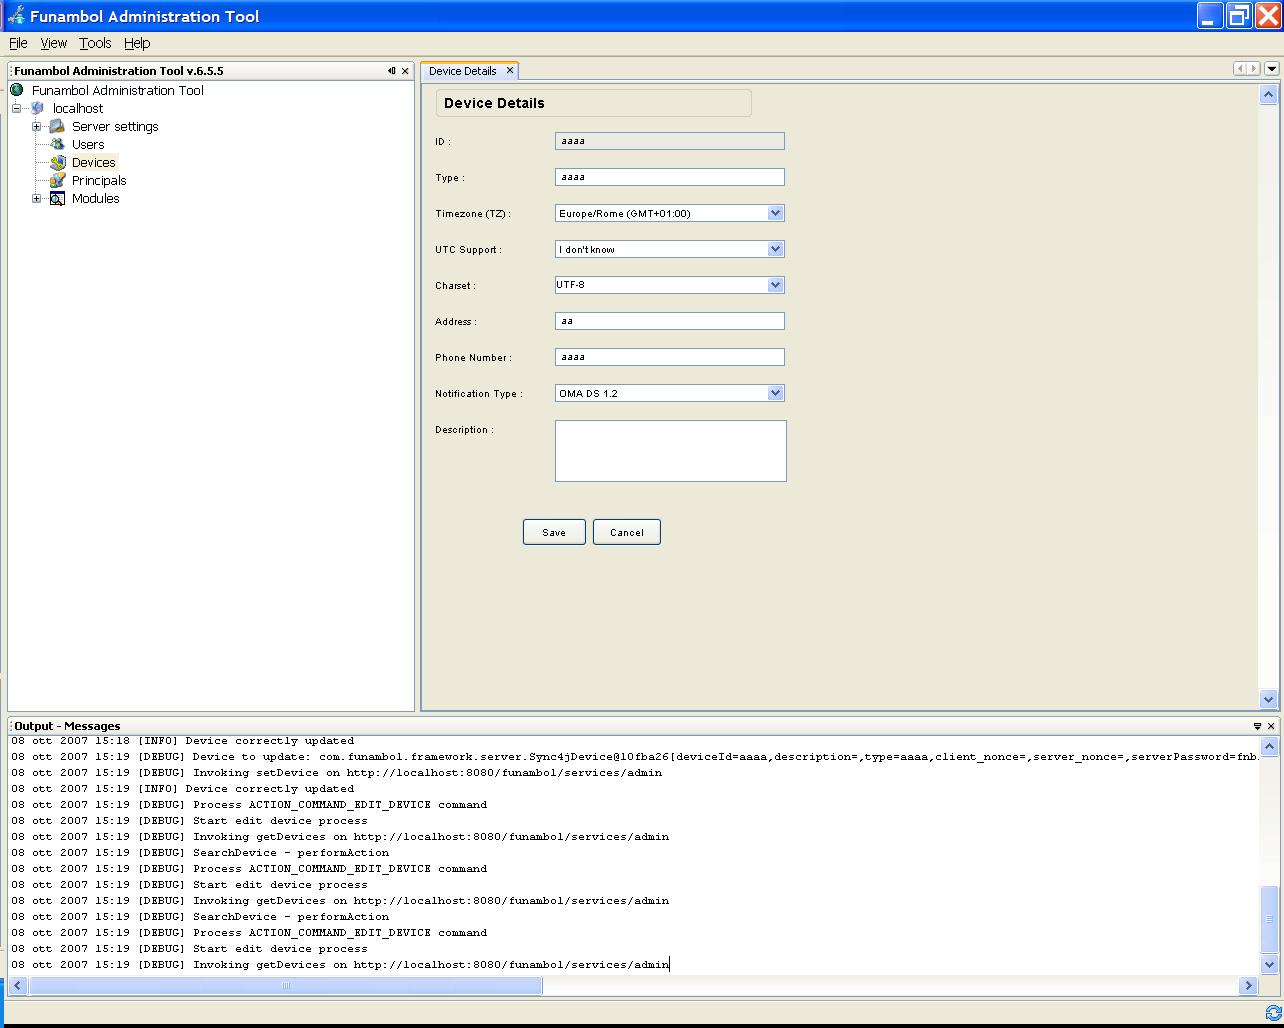 Funambol Administration Tool
File View Tools Help
Funambol Administration Tool v.6.5.5
Funambol Administration Tool
localhost
Server settings
Users
Devices
Principals
Modules
Device Details
Device Details
ID : aaaa
Type : aaaa
Timezone (TZ) : Europe/Rome (GMT+01:00)
UTC Support : I don't know
Charset : UTF-8
Address : aa
Phone Number : aaaa
Notification Type : OMA DS 1.2
Description :
Save Cancel
Output - Messages
08 ott 2007 15:18 [INFO] Device correctly updated
08 ott 2007 15:19 [DEBUG] Device to update: com.funambol.framework.server.Sync4jDevice@10fba26[deviceId=aaaa,description=,type=aaaa,client_nonce=,server_nonce=,serverPassword=fnb
08 ott 2007 15:19 [DEBUG] Invoking setDevice on http://localhost:8080/funambol/services/admin
08 ott 2007 15:19 [INFO] Device correctly updated
08 ott 2007 15:19 [DEBUG] Process ACTION_COMMAND_EDIT_DEVICE command
08 ott 2007 15:19 [DEBUG] Start edit device process
08 ott 2007 15:19 [DEBUG] Invoking getDevices on http://localhost:8080/funambol/services/admin
08 ott 2007 15:19 [DEBUG] SearchDevice - performAction
08 ott 2007 15:19 [DEBUG] Process ACTION_COMMAND_EDIT_DEVICE command
08 ott 2007 15:19 [DEBUG] Start edit device process
08 ott 2007 15:19 [DEBUG] Invoking getDevices on http://localhost:8080/funambol/services/admin
08 ott 2007 15:19 [DEBUG] SearchDevice - performAction
08 ott 2007 15:19 [DEBUG] Process ACTION_COMMAND_EDIT_DEVICE command
08 ott 2007 15:19 [DEBUG] Start edit device process
08 ott 2007 15:19 [DEBUG] Invoking getDevices on http://localhost:8080/funambol/services/admin